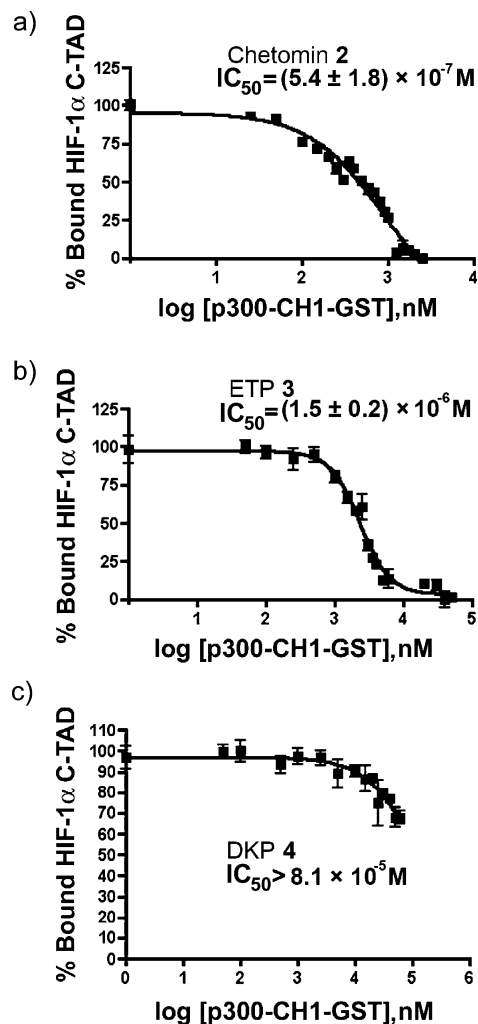 a)
Chetomin 2
IC50=(5.4 ± 1.8) × 10-7 M
% Bound HIF-1α C-TAD
125
100
75
50
25
0
1
2
3
4
log [p300-CH1-GST],nM
b)
ETP 3
IC50=(1.5 ± 0.2) × 10-6 M
% Bound HIF-1α C-TAD
125
100
75
50
25
0
1
2
3
4
5
log [p300-CH1-GST],nM
c)
% Bound HIF-1α C-TAD
110
100
90
80
70
60
50
40
30
20
10
0
DKP 4
IC50> 8.1 × 10-5 M
0
1
2
3
4
5
6
log [p300-CH1-GST],nM